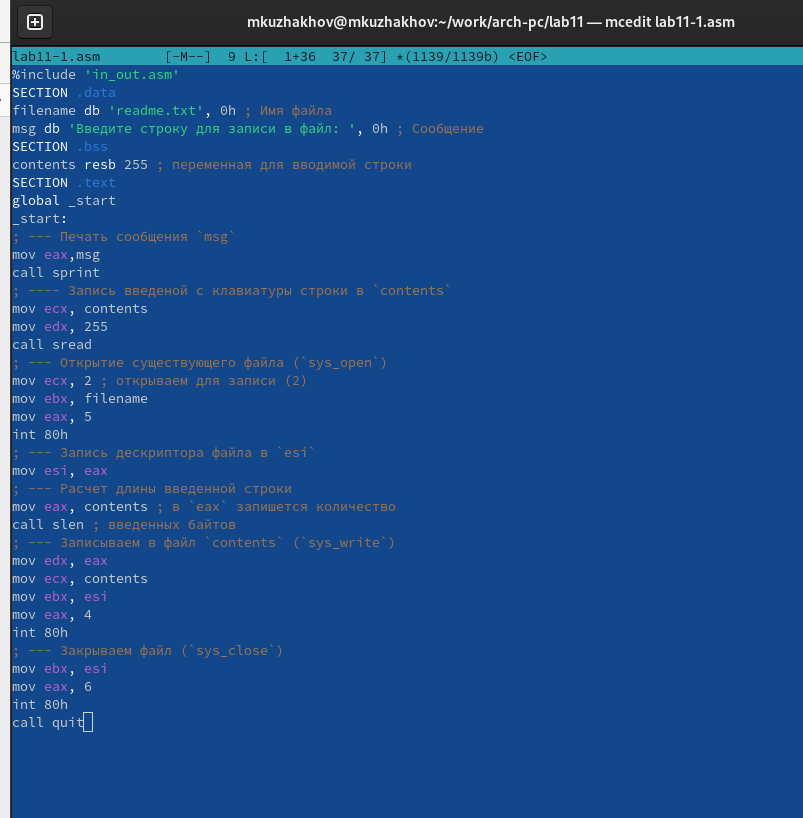 mkuzhakhov@mkuzhakhov:~/work/arch-pc/lab11 — mcedit lab11-1.asm
lab11-1.asm        [-M--]  9 L:[  1+36  37/ 37] *(1139/1139b) <EOF>
%include 'in_out.asm'
SECTION .data
filename db 'readme.txt', 0h ; Имя файла
msg db 'Введите строку для записи в файл: ', 0h ; Сообщение
SECTION .bss
contents resb 255 ; переменная для вводимой строки
SECTION .text
global _start
_start:
; --- Печать сообщения `msg`
mov eax,msg
call sprint
; ---- Запись введеной с клавиатуры строки в `contents`
mov ecx, contents
mov edx, 255
call sread
; --- Открытие существующего файла (`sys_open`)
mov ecx, 2 ; открываем для записи (2)
mov ebx, filename
mov eax, 5
int 80h
; --- Запись дескриптора файла в `esi`
mov esi, eax
; --- Расчет длины введенной строки
mov eax, contents ; в `eax` запишется количество
call slen ; введенных байтов
; --- Записываем в файл `contents` (`sys_write`)
mov edx, eax
mov ecx, contents
mov ebx, esi
mov eax, 4
int 80h
; --- Закрываем файл (`sys_close`)
mov ebx, esi
mov eax, 6
int 80h
call quit